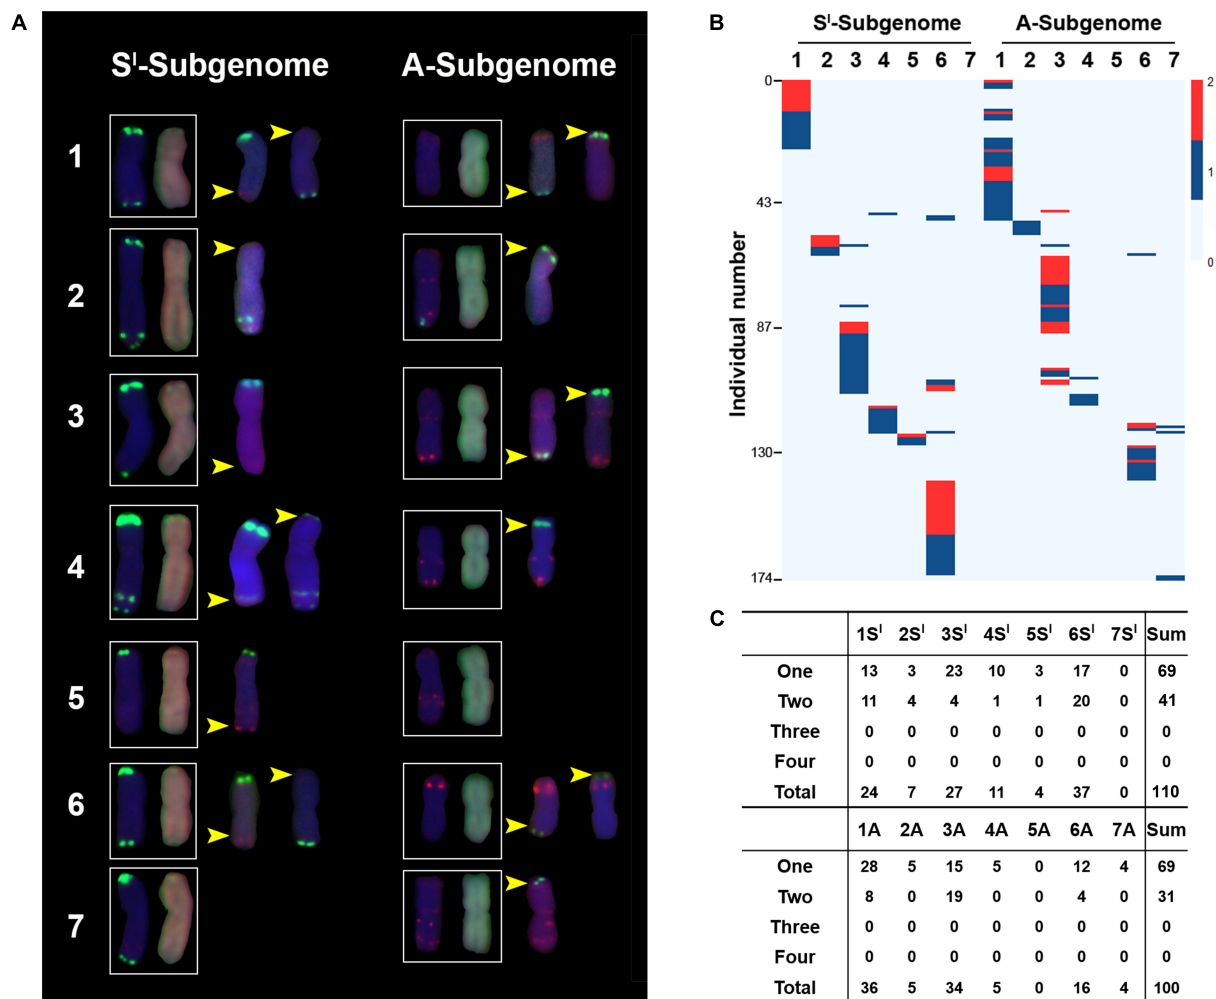 A
S^l-Subgenome A-Subgenome
1
2
3
4
5
6
7
B
S^l-Subgenome A-Subgenome
1 2 3 4 5 6 7 1 2 3 4 5 6 7
0
43
87
130
174
Individual number
2
1
0
C
1S^l 2S^l 3S^l 4S^l 5S^l 6S^l 7S^l Sum
One 13 3 23 10 3 17 0 69
Two 11 4 4 1 1 20 0 41
Three 0 0 0 0 0 0 0 0
Four 0 0 0 0 0 0 0 0
Total 24 7 27 11 4 37 0 110
1A 2A 3A 4A 5A 6A 7A Sum
One 28 5 15 5 0 12 4 69
Two 8 0 19 0 0 4 0 31
Three 0 0 0 0 0 0 0 0
Four 0 0 0 0 0 0 0 0
Total 36 5 34 5 0 16 4 100